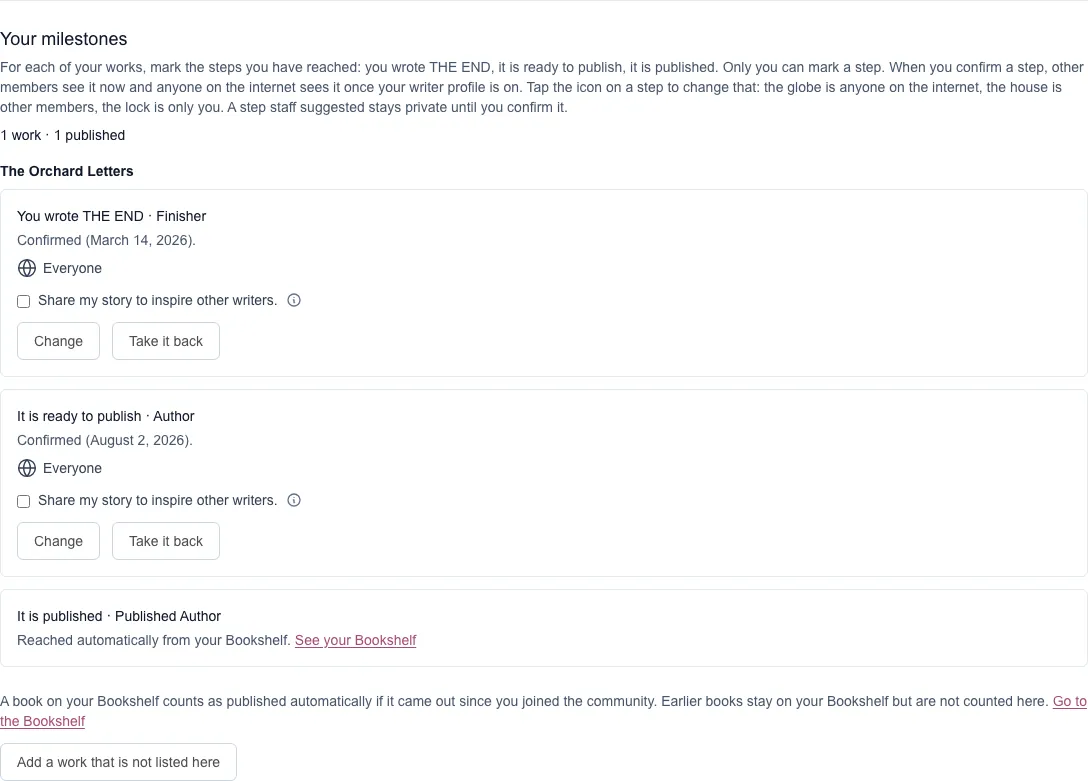 Your milestones
For each of your works, mark the steps you have reached: you wrote THE END, it is ready to publish, it is published. Only you can mark a step. When you confirm a step, other
members see it now and anyone on the internet sees it once your writer profile is on. Tap the icon on a step to change that: the globe is anyone on the internet, the house is
other members, the lock is only you. A step staff suggested stays private until you confirm it.
1 work · 1 published
The Orchard Letters
You wrote THE END · Finisher
Confirmed (March 14, 2026).
Everyone
Share my story to inspire other writers.
Change Take it back
It is ready to publish · Author
Confirmed (August 2, 2026).
Everyone
Share my story to inspire other writers.
Change Take it back
It is published · Published Author
Reached automatically from your Bookshelf. See your Bookshelf
A book on your Bookshelf counts as published automatically if it came out since you joined the community. Earlier books stay on your Bookshelf but are not counted here. Go to
the Bookshelf
Add a work that is not listed here